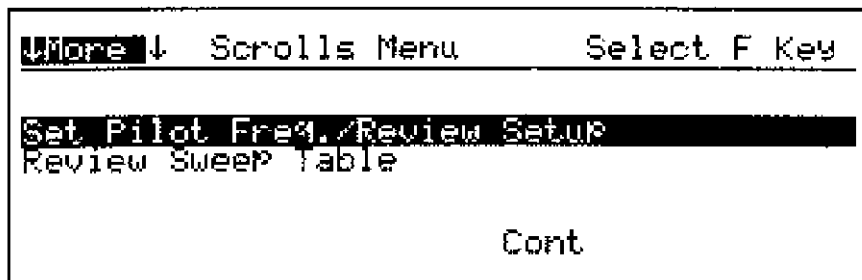 ↓More↓ Scrolls Menu Select F Key
Set Pilot Freq./Review Setup
Review Sweep Table
Cont